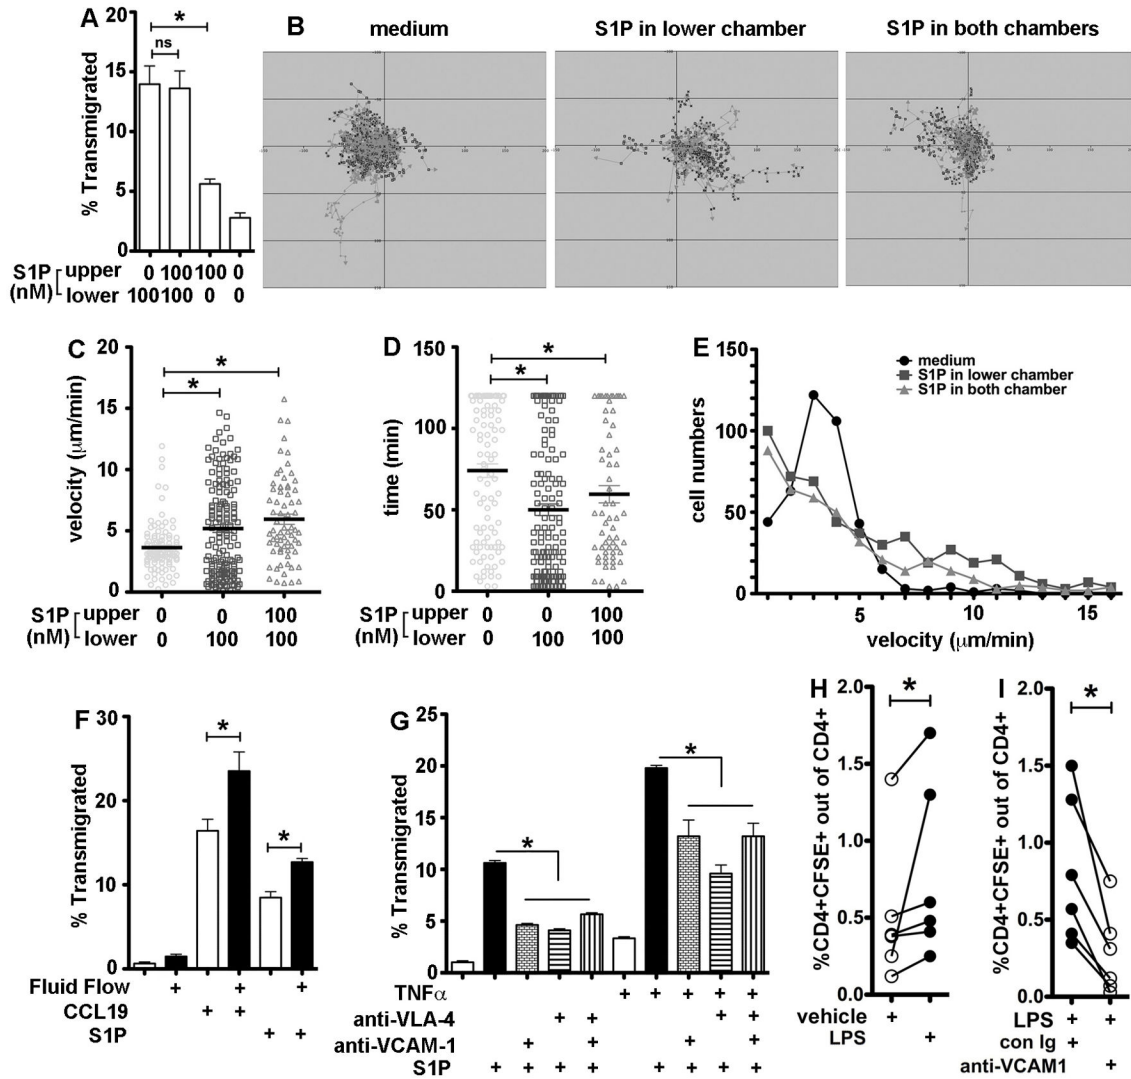 A
20
15
10
5
0
% Transmigrated
*
ns
S1P upper 0 100 100 0
(nM) lower 100 100 0 0
B
medium
S1P in lower chamber
S1P in both chambers
C
20
15
10
5
0
velocity (μm/min)
*
*
S1P upper 0 0 100
(nM) lower 0 100 100
D
150
100
50
0
time (min)
*
*
S1P upper 0 0 100
(nM) lower 0 100 100
E
150
100
50
0
cell numbers
medium
S1P in lower chamber
S1P in both chamber
5 10 15
velocity (μm/min)
F
30
20
10
0
% Transmigrated
*
*
Fluid Flow + + +
CCL19 + +
S1P + +
G
25
20
15
10
5
0
% Transmigrated
*
*
TNFα + + + + +
anti-VLA-4 + + + +
anti-VCAM-1 + + + +
S1P + + + + + + + +
H
2.0
1.5
1.0
0.5
0.0
%CD4+CFSE+ out of CD4+
*
vehicle +
LPS +
I
2.0
1.5
1.0
0.5
0.0
%CD4+CFSE+ out of CD4+
*
LPS + +
con Ig +
anti-VCAM1 +